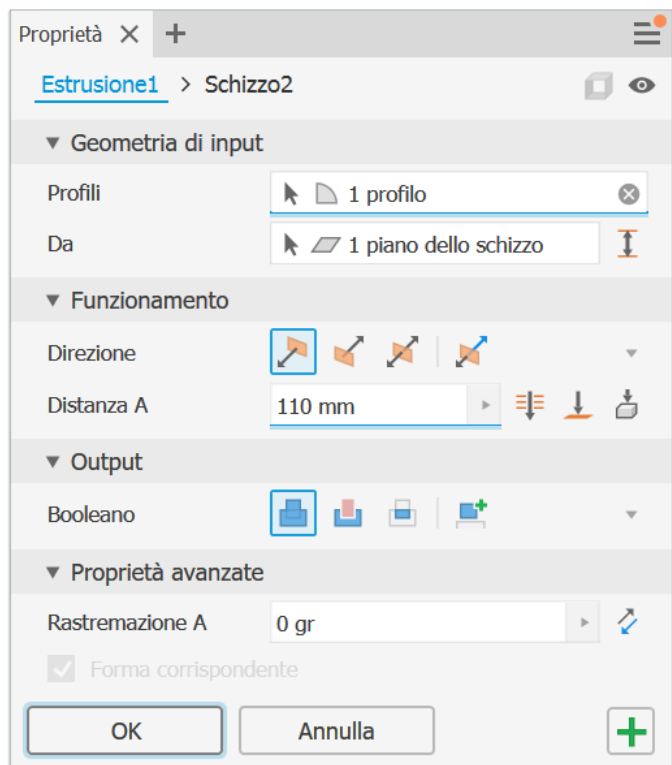 Proprietà
Estrusione1 > Schizzo2
Geometria di input
Profili 1 profilo
Da 1 piano dello schizzo
Funzionamento
Direzione
Distanza A 110 mm
Output
Booleano
Proprietà avanzate
Rastremazione A 0 gr
Forma corrispondente
OK Annulla